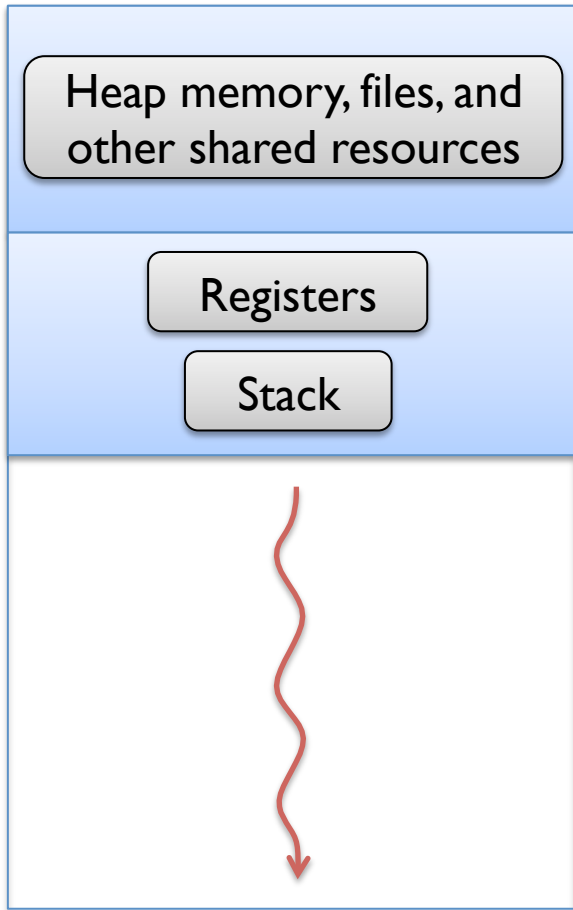 Heap memory, files, and
other shared resources
Registers
Stack